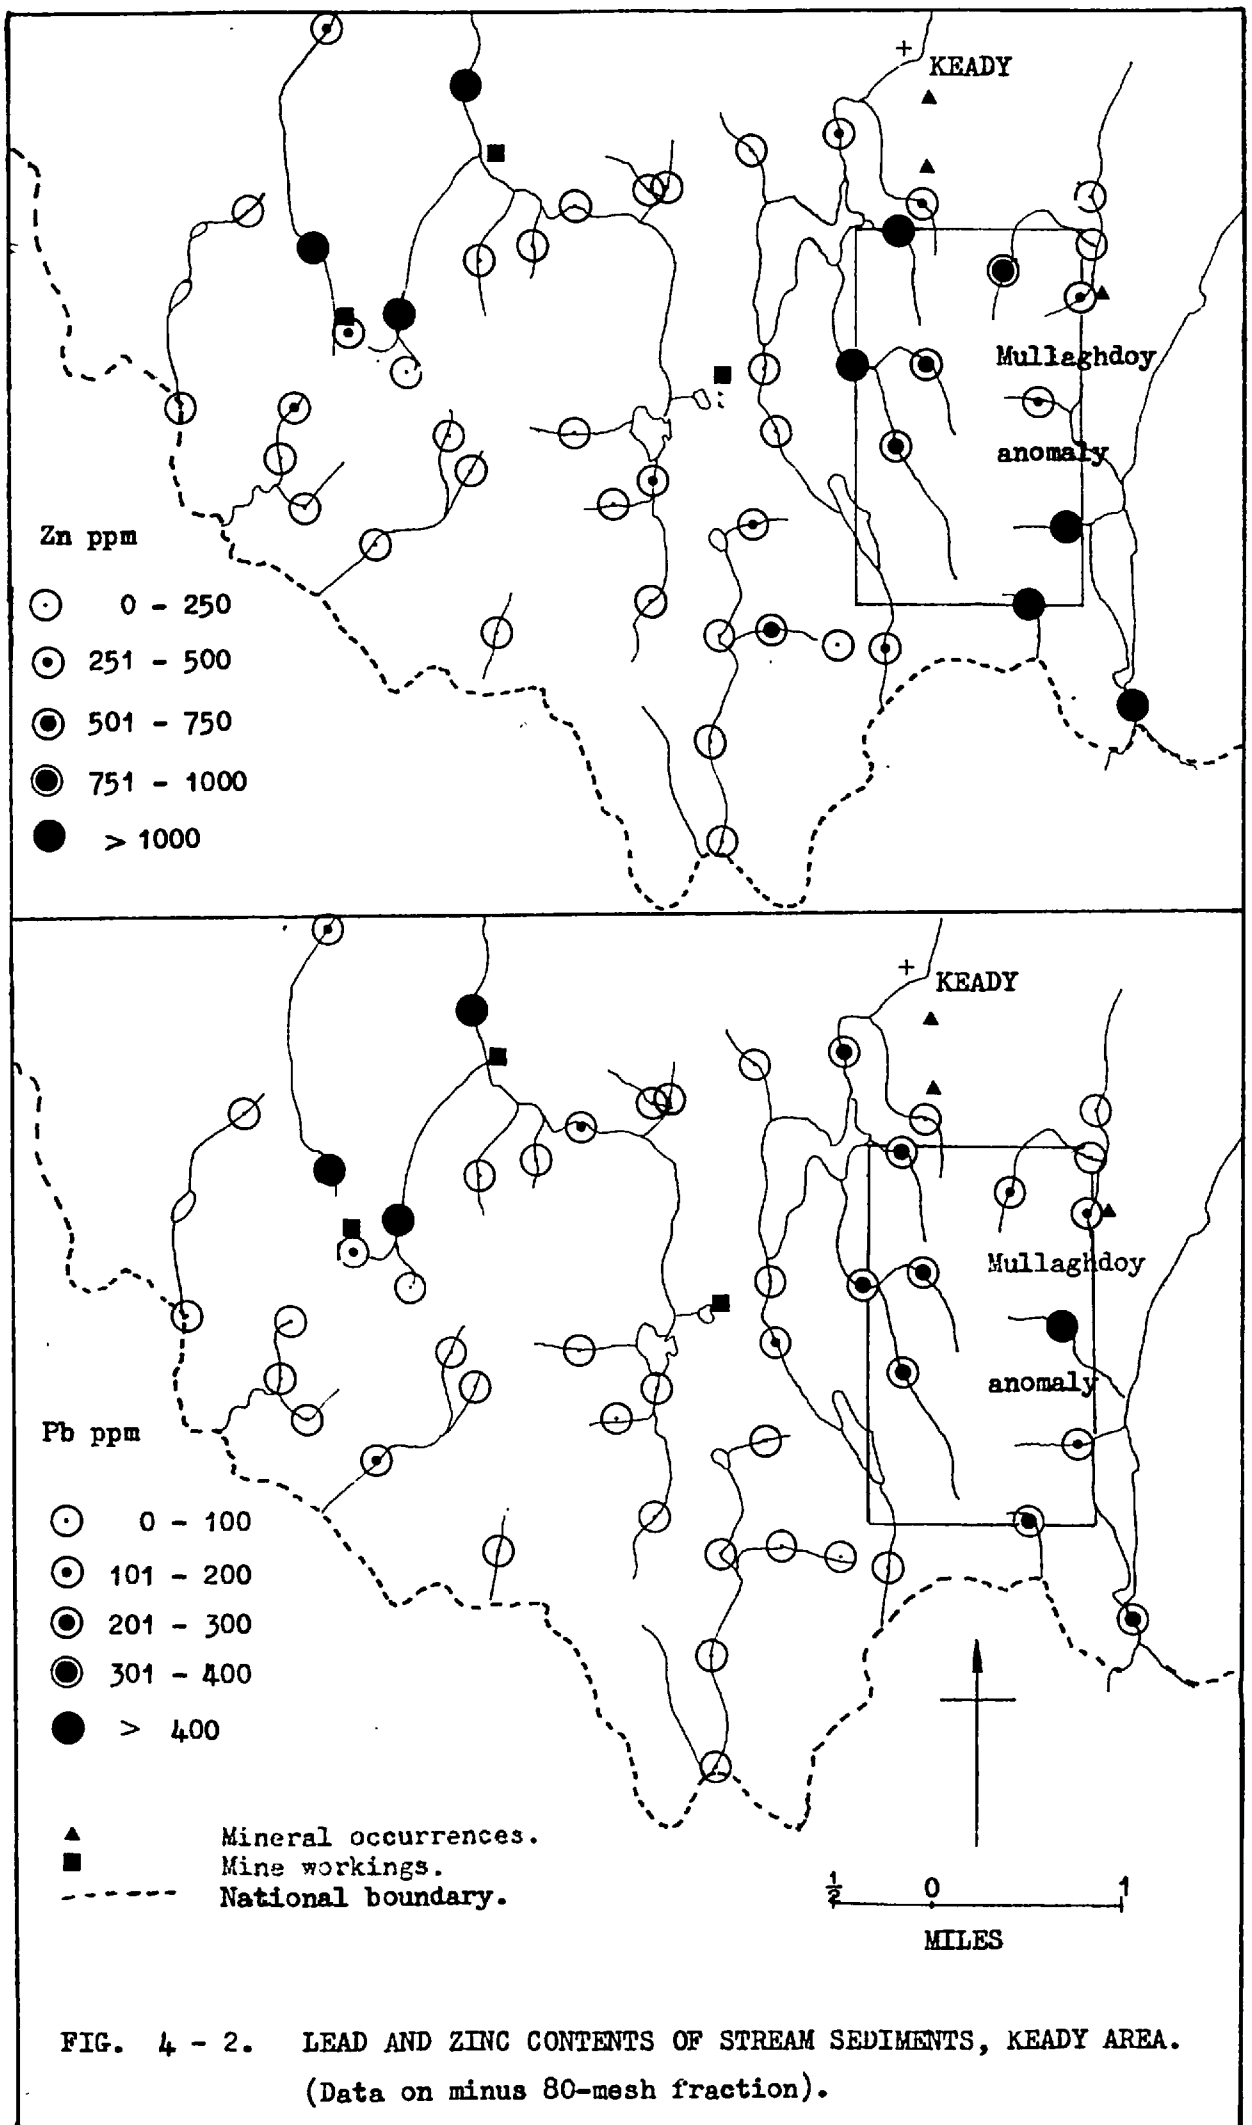 KEADY
Mullaghdoy
anomaly
Zn ppm
0 - 250
251 - 500
501 - 750
751 - 1000
> 1000
KEADY
Mullaghdoy
anomaly
Pb ppm
0 - 100
101 - 200
201 - 300
301 - 400
> 400
Mineral occurrences.
Mine workings.
National boundary.
½ 0 1
MILES
FIG. 4 - 2. LEAD AND ZINC CONTENTS OF STREAM SEDIMENTS, KEADY AREA.
(Data on minus 80-mesh fraction).